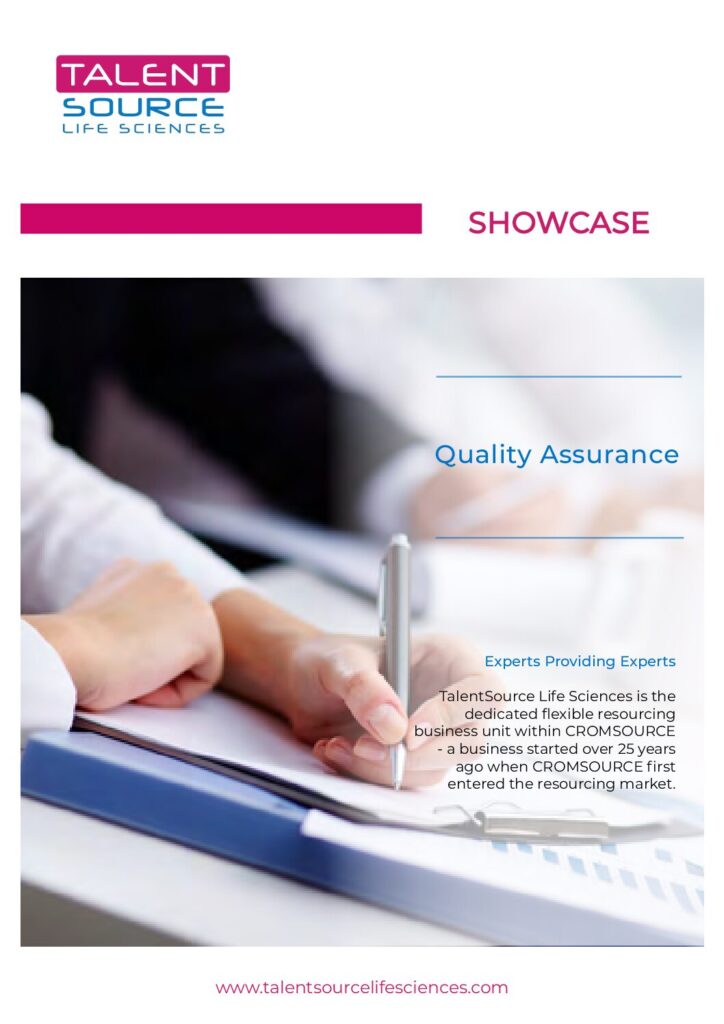 TALENT
SOURCE
LIFE SCIENCES
SHOWCASE
Quality Assurance
Experts Providing Experts
TalentSource Life Sciences is the
dedicated flexible resourcing
business unit within CROMSOURCE
- a business started over 25 years
ago when CROMSOURCE first
entered the resourcing market.
www.talentsourcelifesciences.com